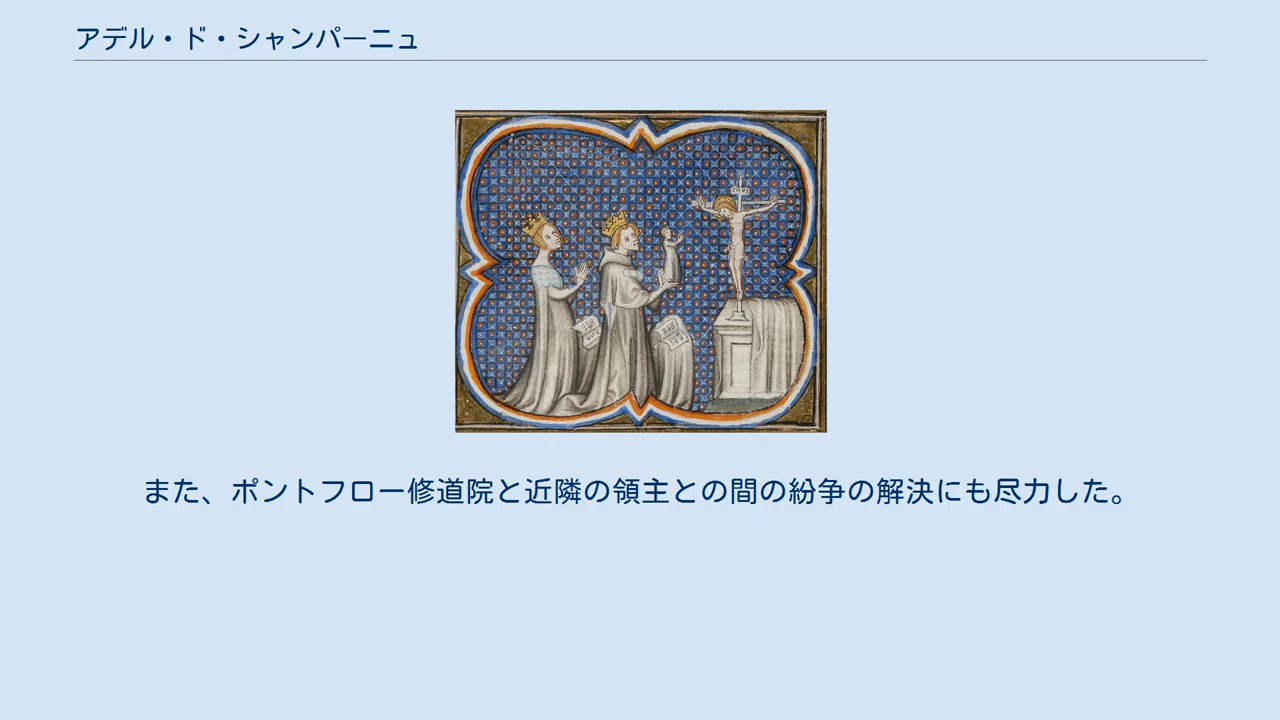 アデル・ド・シャンパーニュ
また、ポントフロー修道院と近隣の領主との間の紛争の解決にも尽力した。